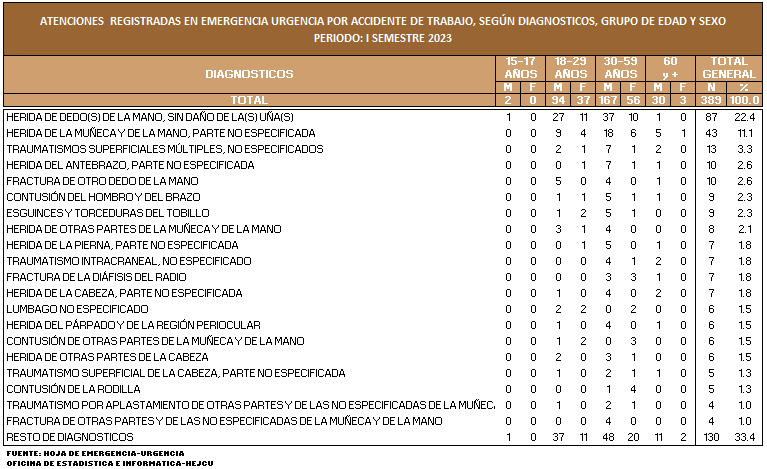 ATENCIONES REGISTRADAS EN EMERGENCIA URGENCIA POR ACCIDENTE DE TRABAJO, SEGÚN DIAGNOSTICOS, GRUPO DE EDAD Y SEXO
PERIODO: I SEMESTRE 2023
DIAGNOSTICOS 15-17 AÑOS 18-29 AÑOS 30-59 AÑOS 60 y + TOTAL GENERAL
M F M F M F M F N %
TOTAL 2 0 94 37 167 56 30 3 389 100.0
HERIDA DE DEDO(S) DE LA MANO, SIN DAÑO DE LA(S) UÑA(S) 1 0 27 11 37 10 1 0 87 22.4
HERIDA DE LA MUÑECA Y DE LA MANO, PARTE NO ESPECIFICADA 0 0 9 4 18 6 5 1 43 11.1
TRAUMATISMOS SUPERFICIALES MÚLTIPLES, NO ESPECIFICADOS 0 0 2 1 7 1 2 0 13 3.3
HERIDA DEL ANTEBRAZO, PARTE NO ESPECIFICADA 0 0 0 1 7 1 1 0 10 2.6
FRACTURA DE OTRO DEDO DE LA MANO 0 0 5 0 4 0 1 0 10 2.6
CONTUSIÓN DEL HOMBRO Y DEL BRAZO 0 0 1 1 5 1 1 0 9 2.3
ESGUINCES Y TORCEDURAS DEL TOBILLO 0 0 1 2 5 1 0 0 9 2.3
HERIDA DE OTRAS PARTES DE LA MUÑECA Y DE LA MANO 0 0 3 1 4 0 0 0 8 2.1
HERIDA DE LA PIERNA, PARTE NO ESPECIFICADA 0 0 0 1 5 0 1 0 7 1.8
TRAUMATISMO INTRACRANEAL, NO ESPECIFICADO 0 0 0 0 4 1 2 0 7 1.8
FRACTURA DE LA DIÁFISIS DEL RADIO 0 0 0 0 3 3 1 0 7 1.8
HERIDA DE LA CABEZA, PARTE NO ESPECIFICADA 0 0 1 0 4 0 2 0 7 1.8
LUMBAGO NO ESPECIFICADO 0 0 2 2 2 0 0 0 6 1.5
HERIDA DEL PÁRPADO Y DE LA REGIÓN PERIOCULAR 0 0 1 0 4 0 1 0 6 1.5
CONTUSIÓN DE OTRAS PARTES DE LA MUÑECA Y DE LA MANO 0 0 1 2 0 3 0 0 6 1.5
HERIDA DE OTRAS PARTES DE LA CABEZA 0 0 2 0 3 1 0 0 6 1.5
TRAUMATISMO SUPERFICIAL DE LA CABEZA, PARTE NO ESPECIFICADA 0 0 1 0 2 1 1 0 5 1.3
CONTUSIÓN DE LA RODILLA 0 0 0 0 1 4 0 0 5 1.3
TRAUMATISMO POR APLASTAMIENTO DE OTRAS PARTES Y DE LAS NO ESPECIFICADAS DE LA MUÑECA 0 0 1 0 2 1 0 0 4 1.0
FRACTURA DE OTRAS PARTES Y DE LAS NO ESPECIFICADAS DE LA MUÑECA Y DE LA MANO 0 0 0 0 4 0 0 0 4 1.0
RESTO DE DIAGNOSTICOS 1 0 37 11 48 20 11 2 130 33.4
FUENTE: HOJA DE EMERGENCIA-URGENCIA
OFICINA DE ESTADISTICA E INFORMATICA-HEJCU